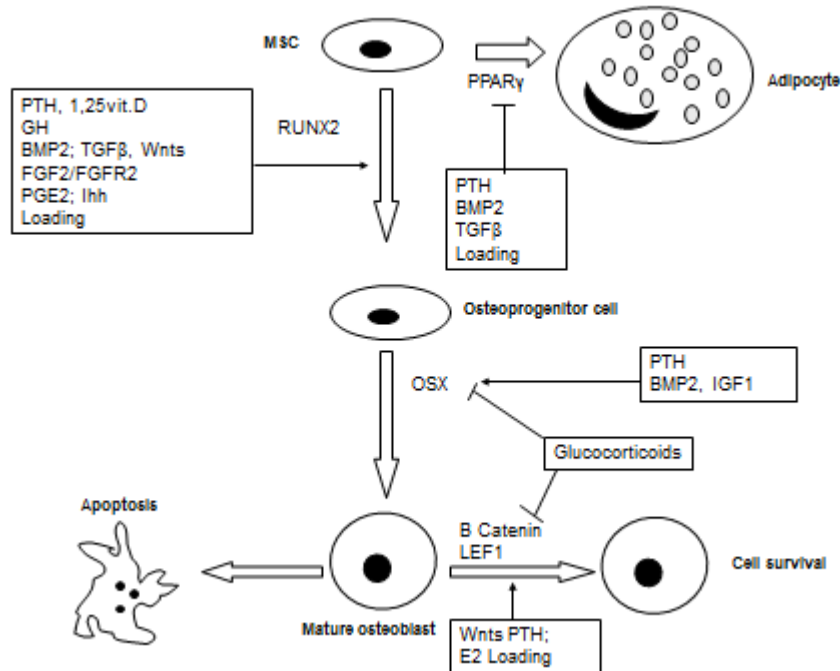 MSC
PPARγ
Adipocyte
PTH, 1,25vit.D
GH
BMP2; TGFβ, Wnts
FGF2/FGFR2
PGE2; Ihh
Loading
RUNX2
PTH
BMP2
TGFβ
Loading
Osteoprogenitor cell
OSX
PTH
BMP2, IGF1
Glucocorticoids
Apoptosis
B Catenin
LEF1
Cell survival
Mature osteoblast
Wnts PTH;
E2 Loading